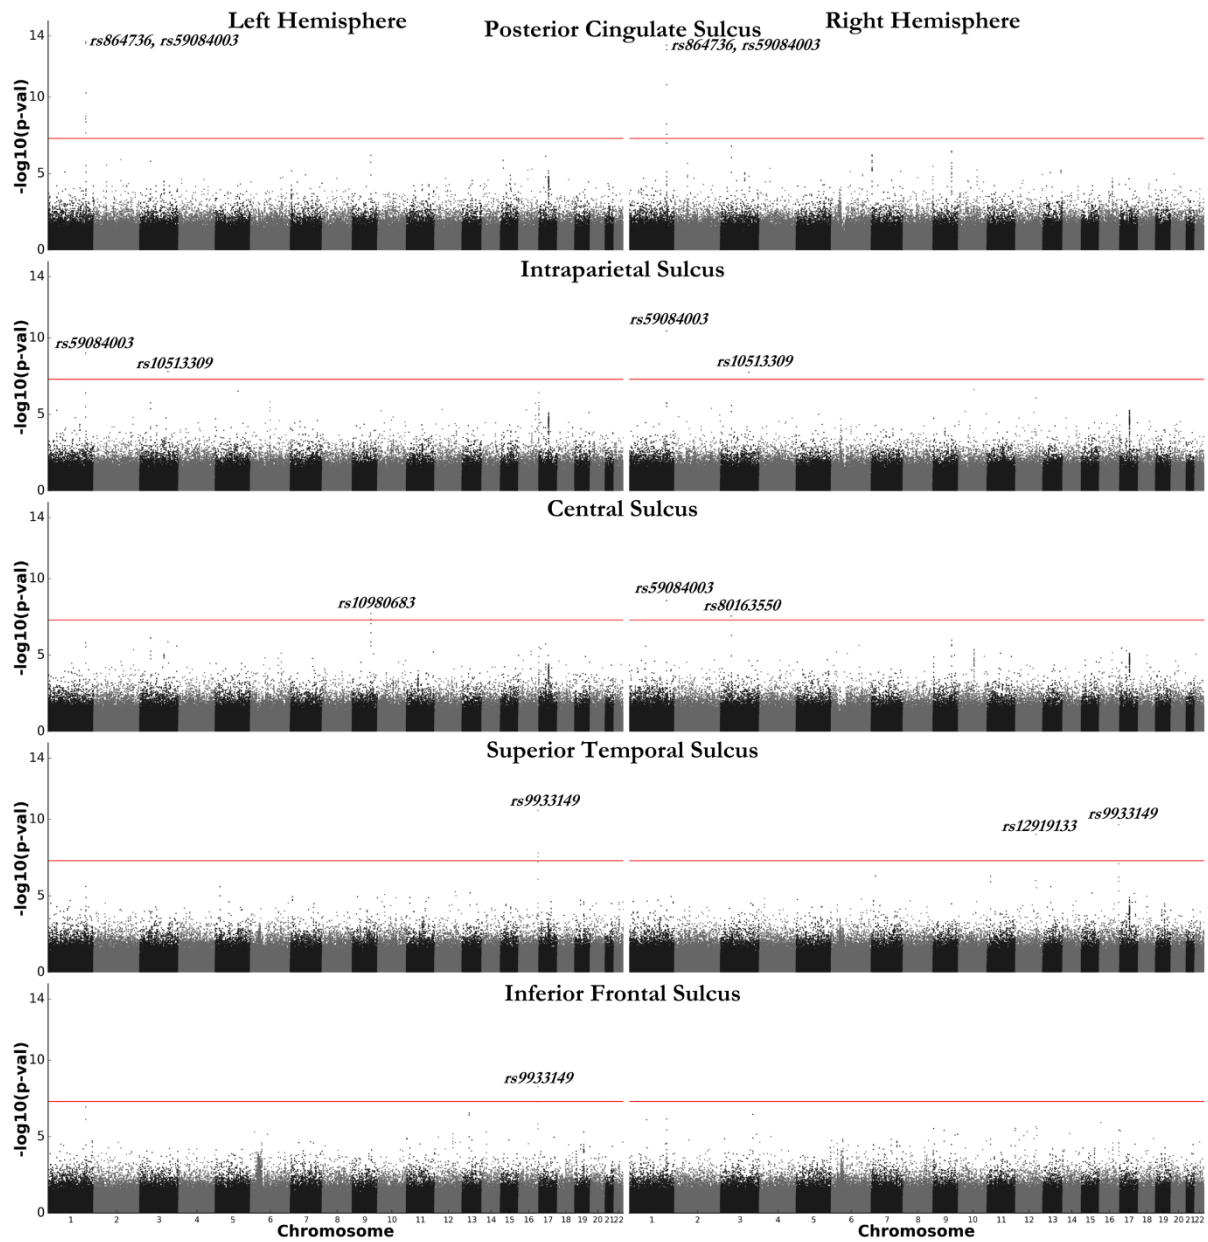 Left Hemisphere
Right Hemisphere
Posterior Cingulate Sulcus
14
rs864736, rs59084003
rs864736, rs59084003
10
-log10(p-val)
5
0
Intraparietal Sulcus
14
rs59084003
rs59084003
10
rs10513309
rs10513309
-log10(p-val)
5
0
Central Sulcus
14
10
rs10980683
rs59084003
rs80163550
-log10(p-val)
5
0
Superior Temporal Sulcus
14
rs9933149
rs12919133
rs9933149
10
-log10(p-val)
5
0
Inferior Frontal Sulcus
14
10
rs9933149
-log10(p-val)
5
0
1 2 3 4 5 6 7 8 9 10 11 12 13 14 15 16 17 18 19 20 21 22
1 2 3 4 5 6 7 8 9 10 11 12 13 14 15 16 17 18 19 20 21 22
Chromosome
Chromosome